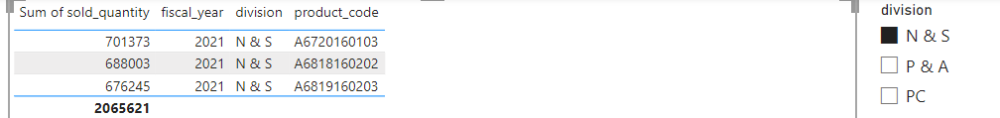 Sum of sold_quantity fiscal_year division product_code
701373 2021 N & S A6720160103
688003 2021 N & S A6818160202
676245 2021 N & S A6819160203
2065621
division
N & S
P & A
PC